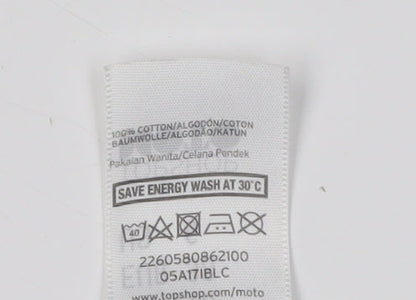 100% COTTON/ALGODÓN/COTON
BAUMWOLLE/ALGODÃO/KATUN
Pakaian Wanita/Celana Pendek
SAVE ENERGY WASH AT 30°C
40
2260580862100
05A17IBLC
www.topshop.com/moto